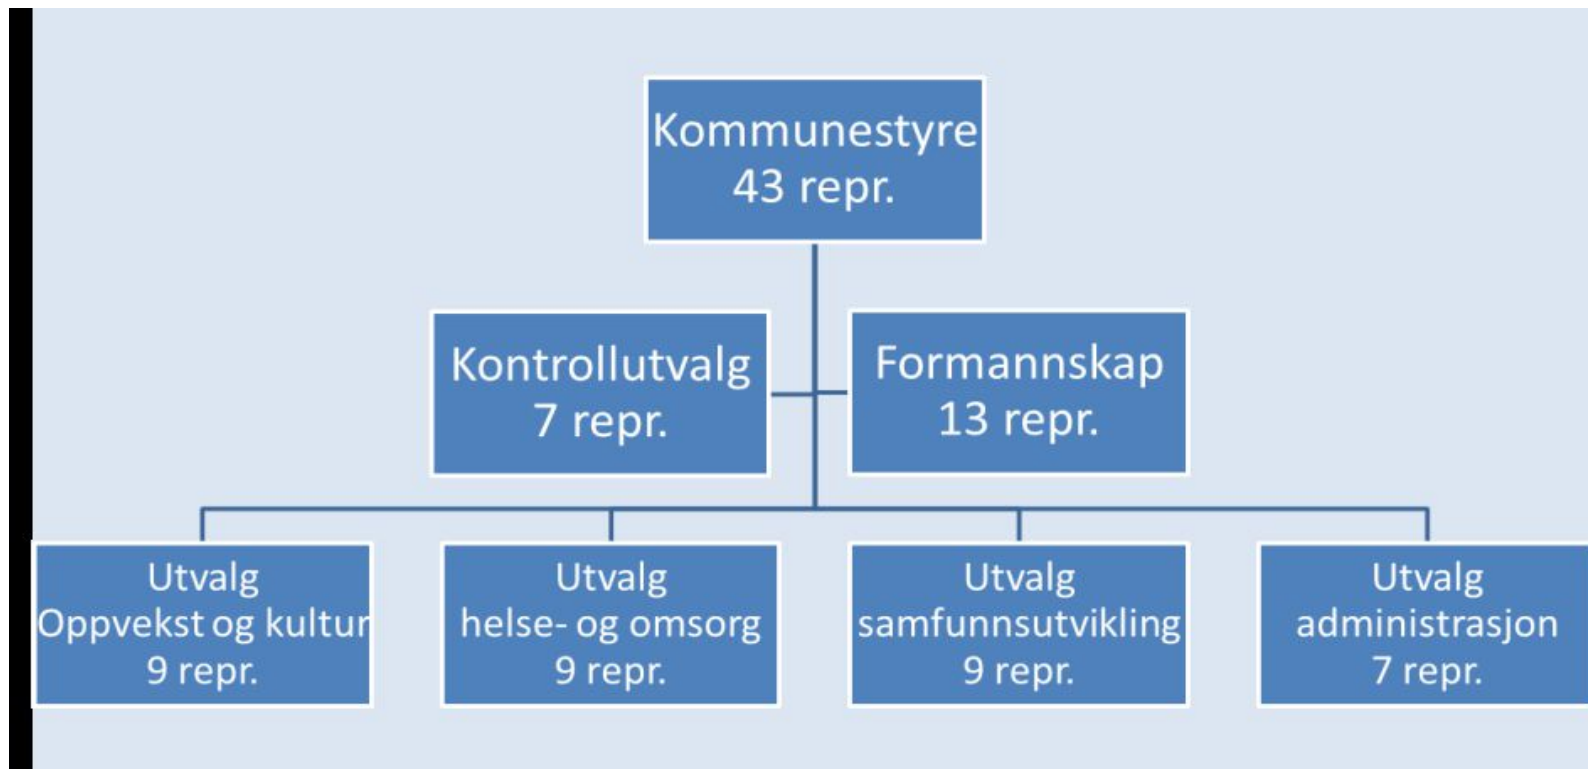 Kommunestyre
43 repr.
Kontrollutvalg
7 repr.
Formannskap
13 repr.
Utvalg
Oppvekst og kultur
9 repr.
Utvalg
helse- og omsorg
9 repr.
Utvalg
samfunnsutvikling
9 repr.
Utvalg
administrasjon
7 repr.